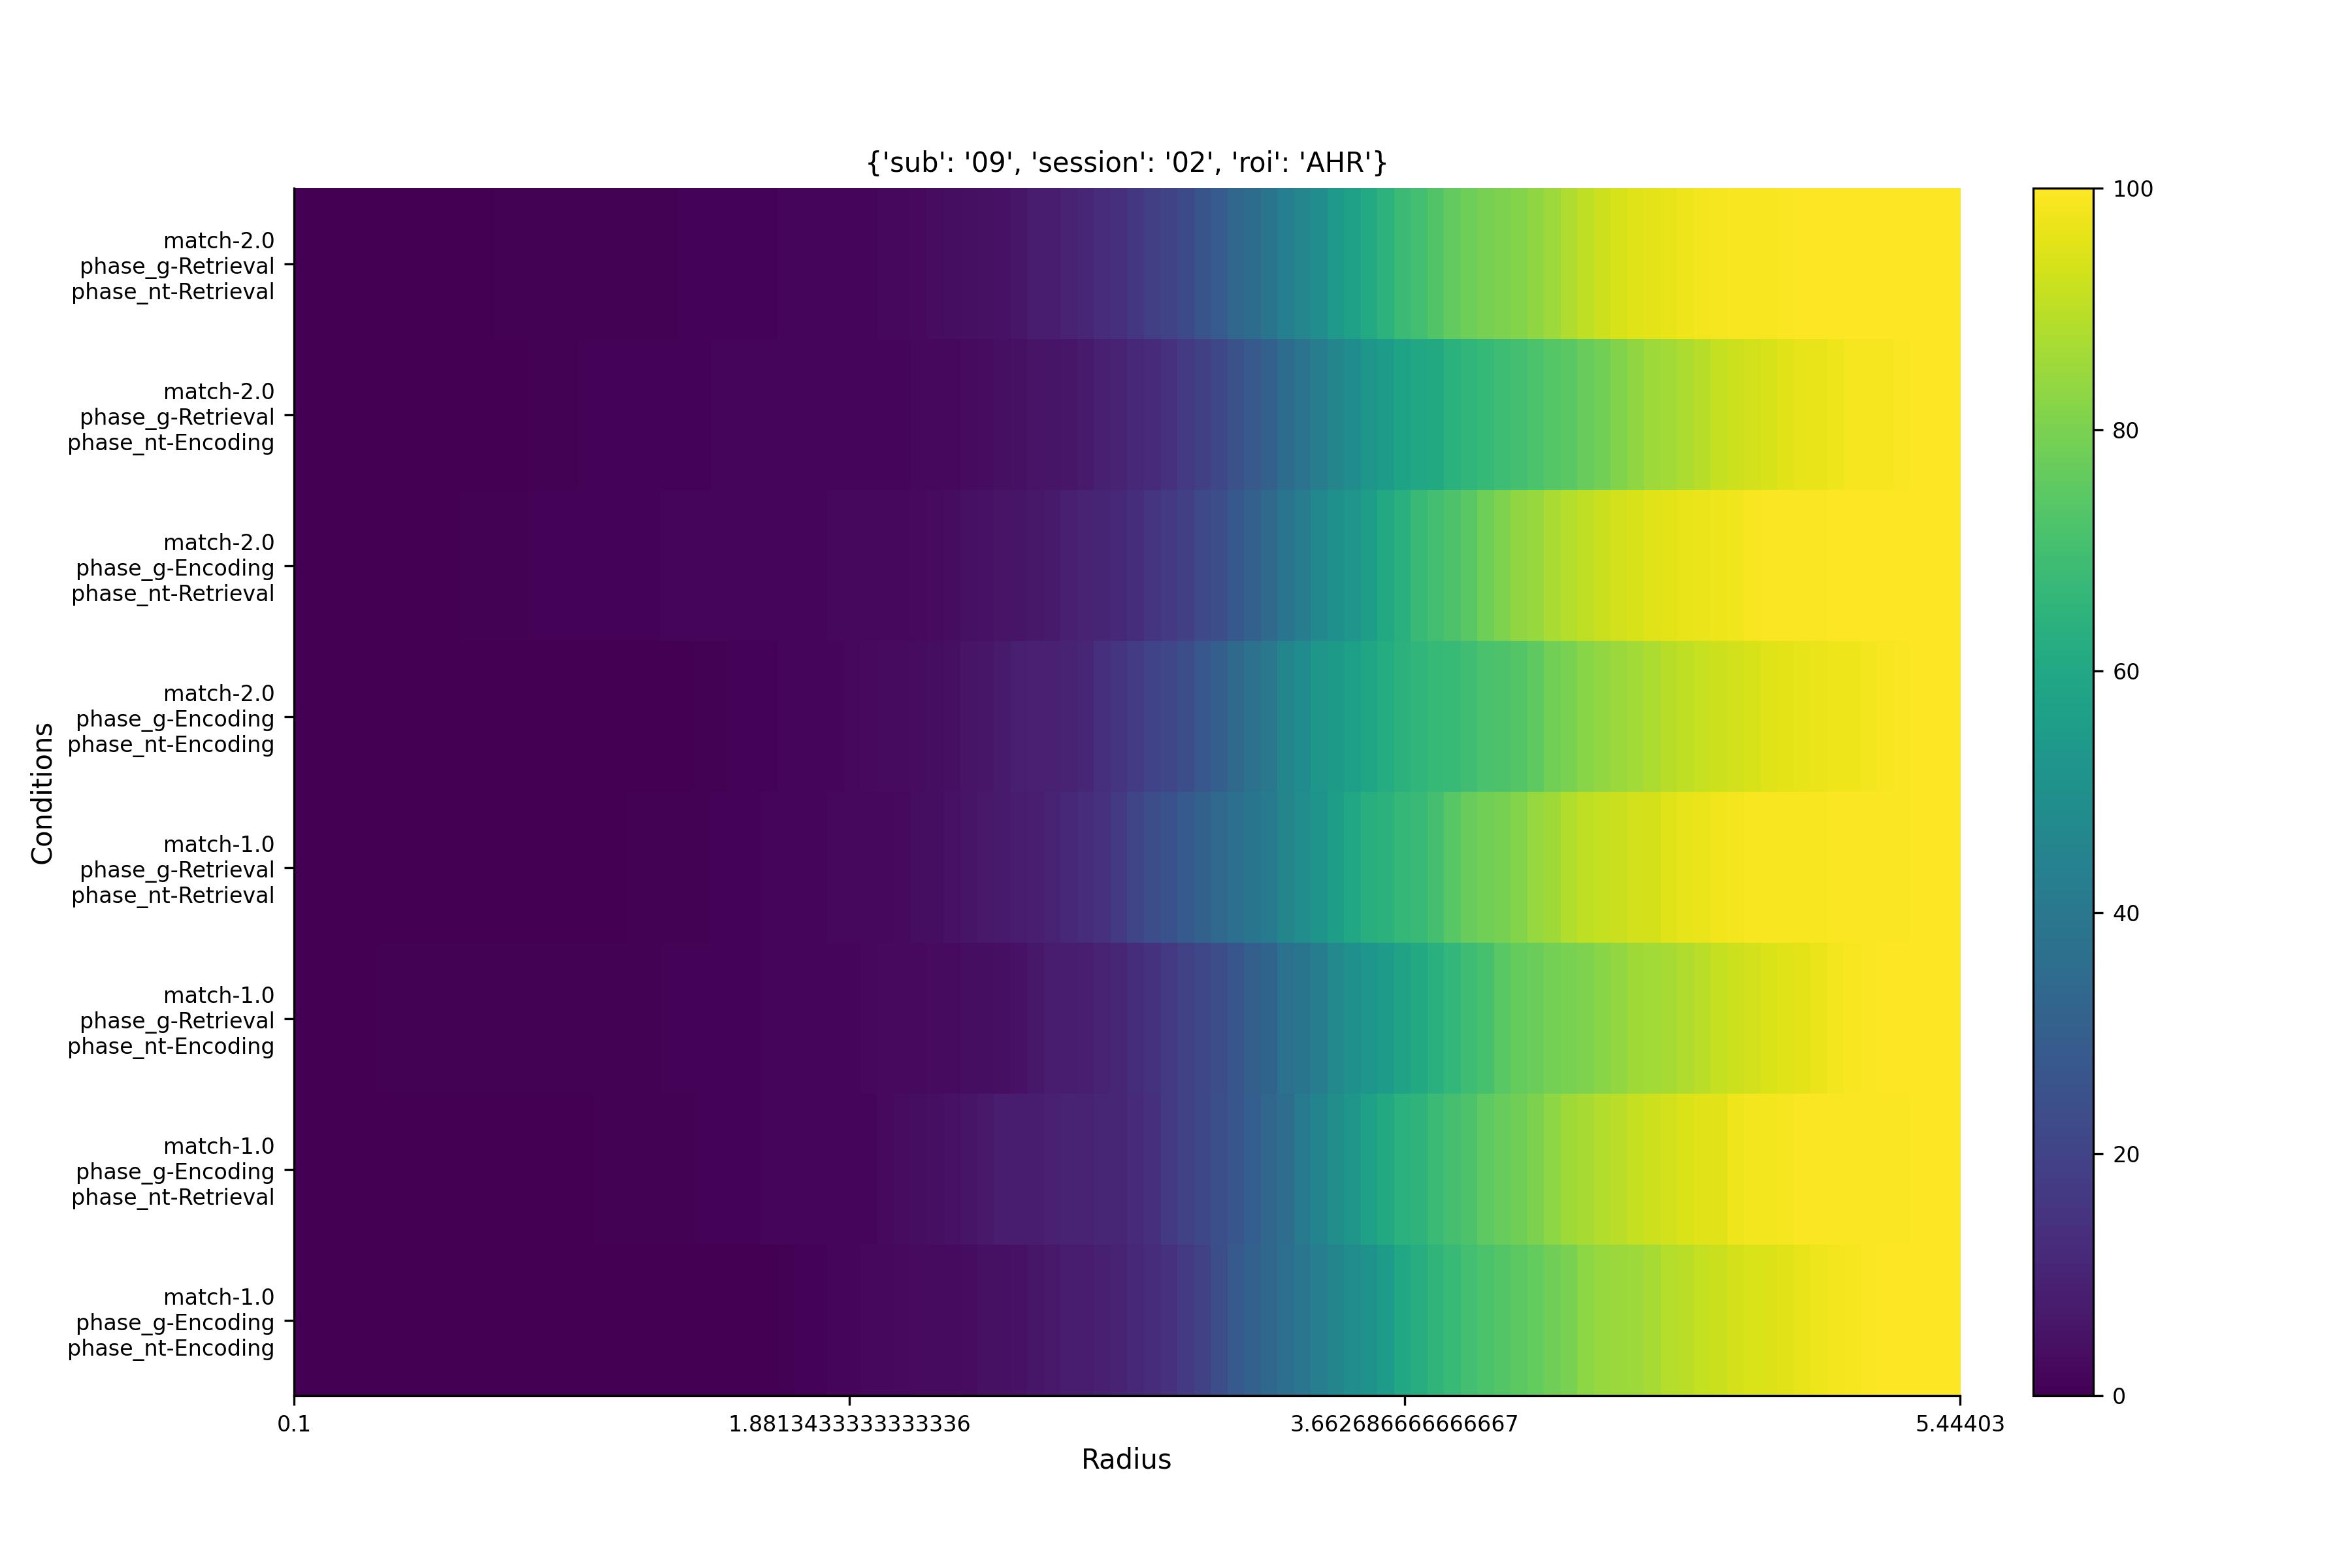 {'sub': '09', 'session': '02', 'roi': 'AHR'}
match-2.0
phase_g-Retrieval
phase_nt-Retrieval
match-2.0
phase_g-Retrieval
phase_nt-Encoding
match-2.0
phase_g-Encoding
phase_nt-Retrieval
match-2.0
phase_g-Encoding
phase_nt-Encoding
match-1.0
phase_g-Retrieval
phase_nt-Retrieval
match-1.0
phase_g-Retrieval
phase_nt-Encoding
match-1.0
phase_g-Encoding
phase_nt-Retrieval
match-1.0
phase_g-Encoding
phase_nt-Encoding
Conditions
0.1
1.8813433333333336
3.662686666666667
5.44403
Radius
100
80
60
40
20
0